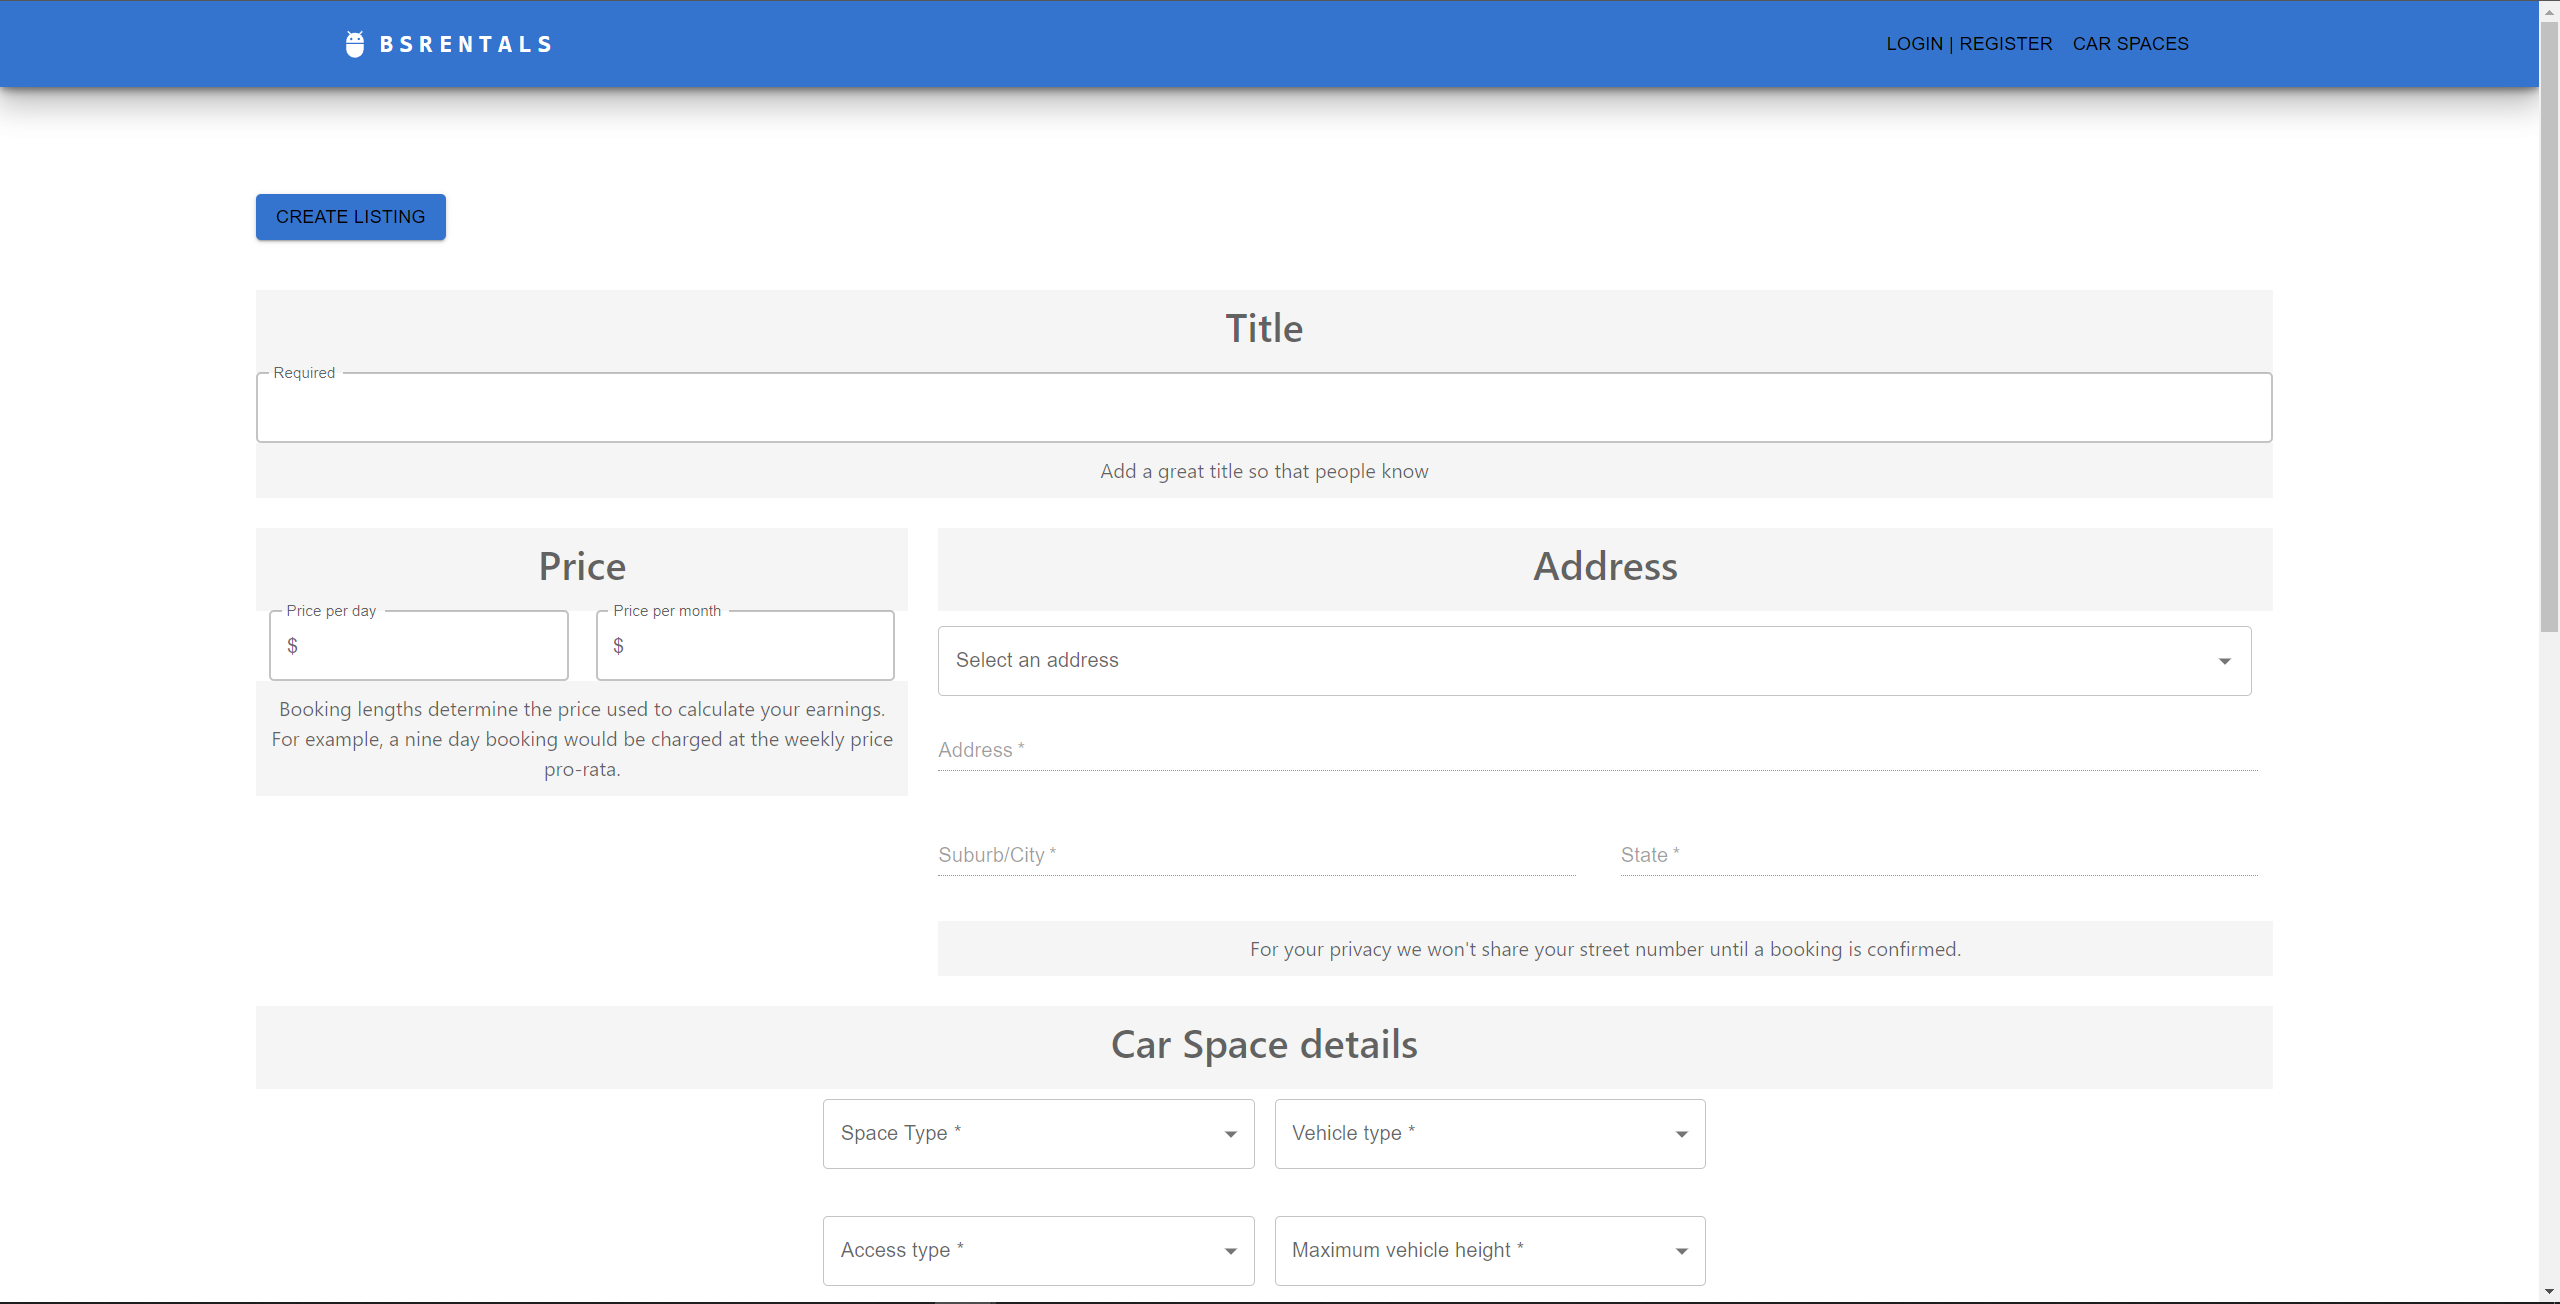 BSRENTALS
LOGIN | REGISTER CAR SPACES
CREATE LISTING
Title
Required
Add a great title so that people know
Price
Price per day
$
Price per month
$
Booking lengths determine the price used to calculate your earnings.
For example, a nine day booking would be charged at the weekly price
pro-rata.
Address
Select an address
Address *
Suburb/City *
State *
For your privacy we won't share your street number until a booking is confirmed.
Car Space details
Space Type *
Vehicle type *
Access type *
Maximum vehicle height *